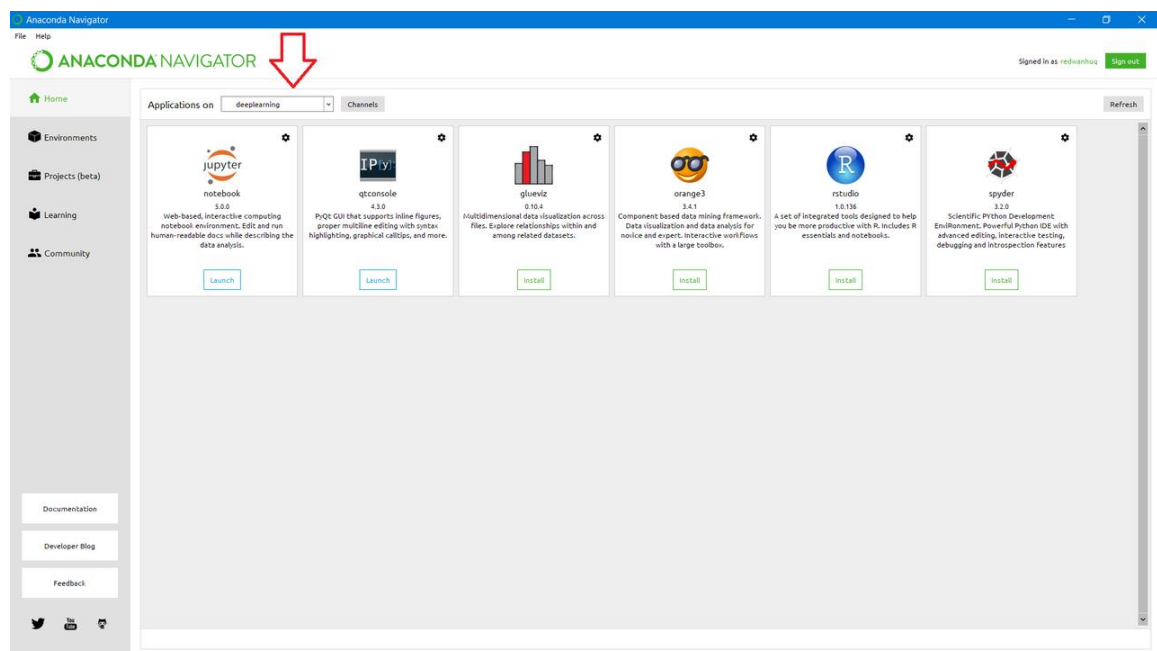 Anaconda Navigator
File Help
ANACONDA NAVIGATOR
Signed in as redwanhuq Sign out
Home
Environments
Projects (beta)
Learning
Community
Applications on deeplearning Channels Refresh
jupyter
notebook
5.0.0
Web-based, interactive computing
notebook environment. Edit and run
human-readable docs while describing the
data analysis.
Launch
IP[y]:
qtconsole
4.3.0
PyQt GUI that supports inline figures,
proper multiline editing with syntax
highlighting, graphical calltips, and more.
Launch
glueviz
0.10.4
Multidimensional data visualization across
files. Explore relationships within and
among related datasets.
Install
orange3
3.4.1
Component based data mining framework.
Data visualization and data analysis for
novice and expert. Interactive workflows
with a large toolbox.
Install
R
rstudio
1.0.136
A set of integrated tools designed to help
you be more productive with R. Includes R
essentials and notebooks.
Install
spyder
3.2.0
Scientific PYthon Development
EnviRonment. Powerful Python IDE with
advanced editing, interactive testing,
debugging and introspection features
Install
Documentation
Developer Blog
Feedback
You
Tube